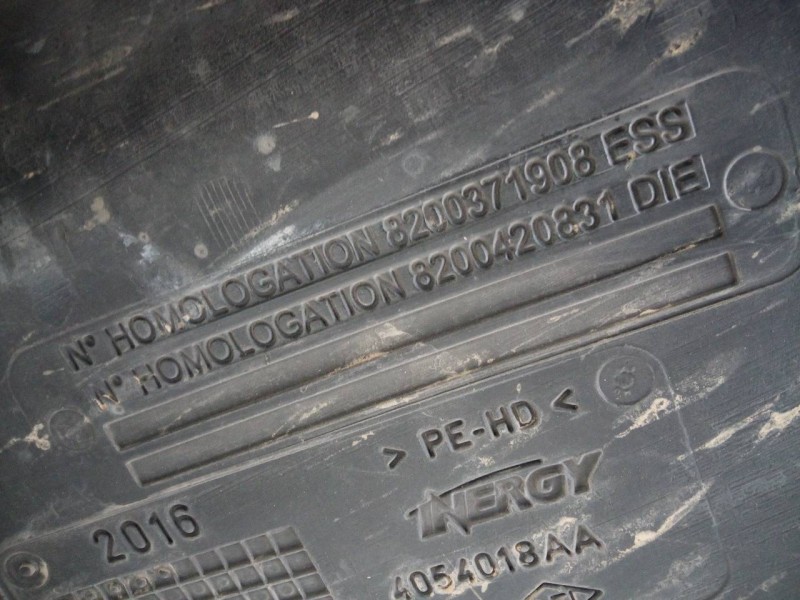 N° HOMOLOGATION 8200371908 ESS
N° HOMOLOGATION 8200420831 DIE
> PE-HD <
INERGY
2016
4054018AA